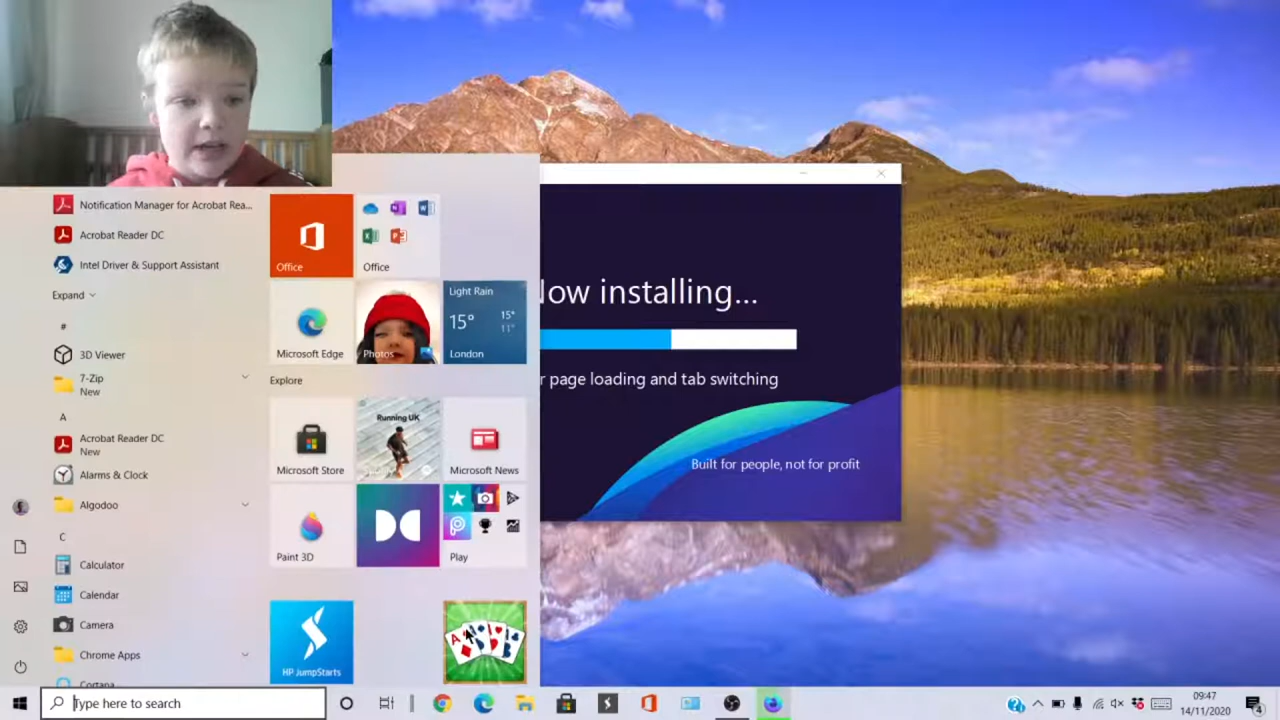 Notification Manager for Acrobat Rea...
Acrobat Reader DC
Intel Driver & Support Assistant
Expand
#
3D Viewer
7-Zip
New
A
Acrobat Reader DC
New
Alarms & Clock
Algodoo
C
Calculator
Calendar
Camera
Chrome Apps
Cortana
Office
Office
Microsoft Edge
Photos
Light Rain
15°
15°
11°
London
Explore
Microsoft Store
Running UK
Microsoft News
Paint 3D
Play
HP JumpStarts
Now installing...
r page loading and tab switching
Built for people, not for profit
Type here to search
09:47
14/11/2020
4